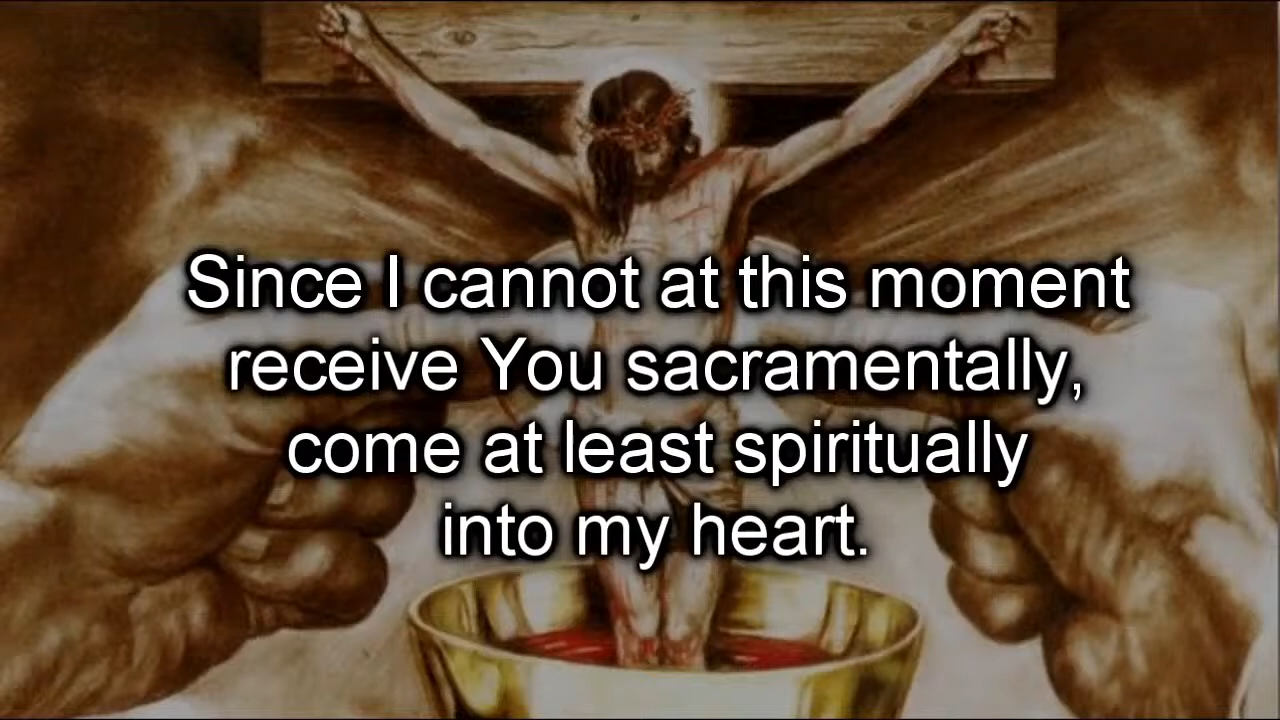 Since I cannot at this moment
receive You sacramentally,
come at least spiritually
into my heart.